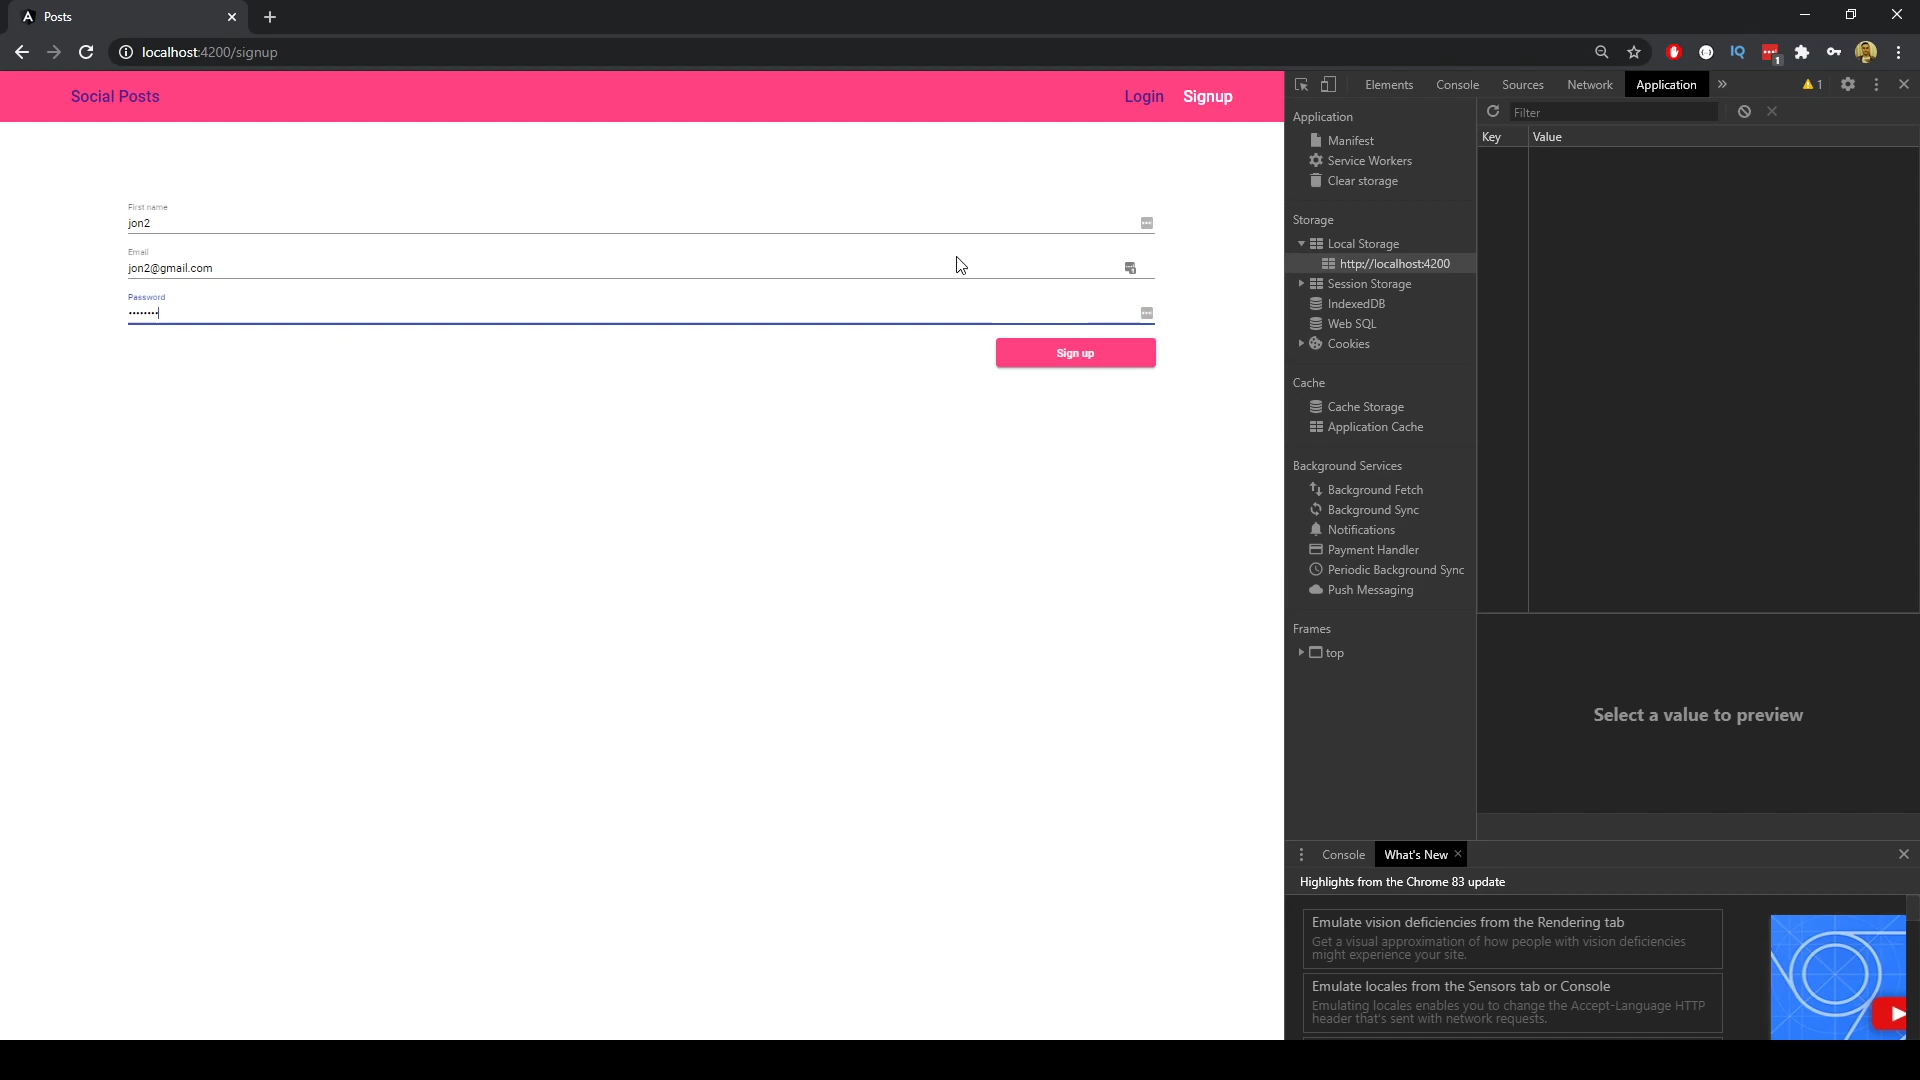 Posts
localhost:4200/signup
1
Social Posts
Login
Signup
First name
jon2
Email
jon2@gmail.com
Password
••••••••
Sign up
Elements
Console
Sources
Network
Application
1
Application
Manifest
Service Workers
Clear storage
Storage
Local Storage
http://localhost:4200
Session Storage
IndexedDB
Web SQL
Cookies
Cache
Cache Storage
Application Cache
Background Services
Background Fetch
Background Sync
Notifications
Payment Handler
Periodic Background Sync
Push Messaging
Frames
top
Filter
Key
Value
Select a value to preview
Console
What's New
Highlights from the Chrome 83 update
Emulate vision deficiencies from the Rendering tab
Get a visual approximation of how people with vision deficiencies
might experience your site.
Emulate locales from the Sensors tab or Console
Emulating locales enables you to change the Accept-Language HTTP
header that's sent with network requests.